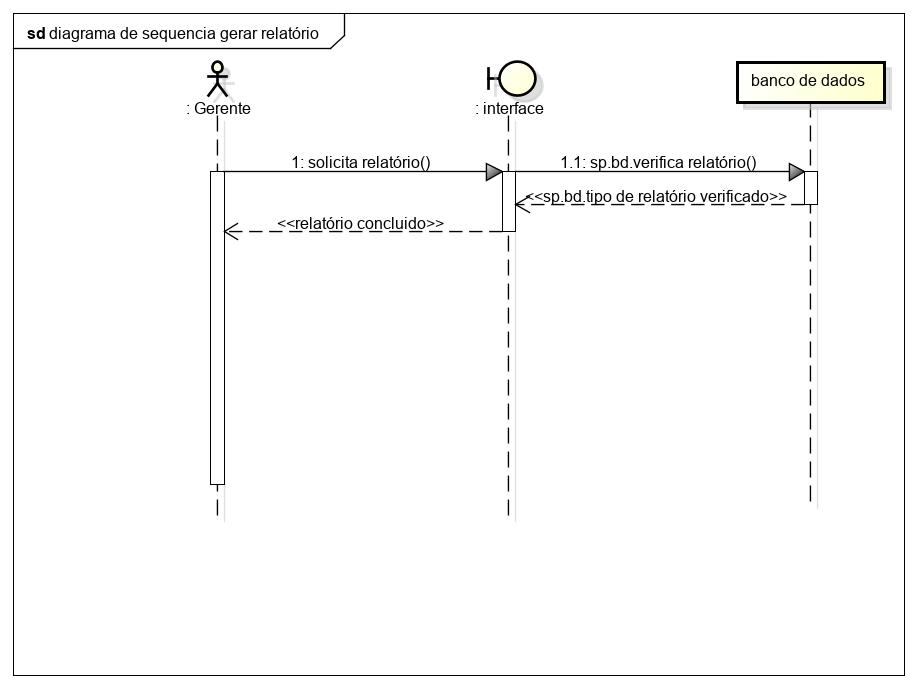 sd diagrama de sequencia gerar relatório
: Gerente
: interface
banco de dados
1: solicita relatório()
1.1: sp.bd.verifica relatório()
<<sp.bd.tipo de relatório verificado>>
<<relatório concluido>>